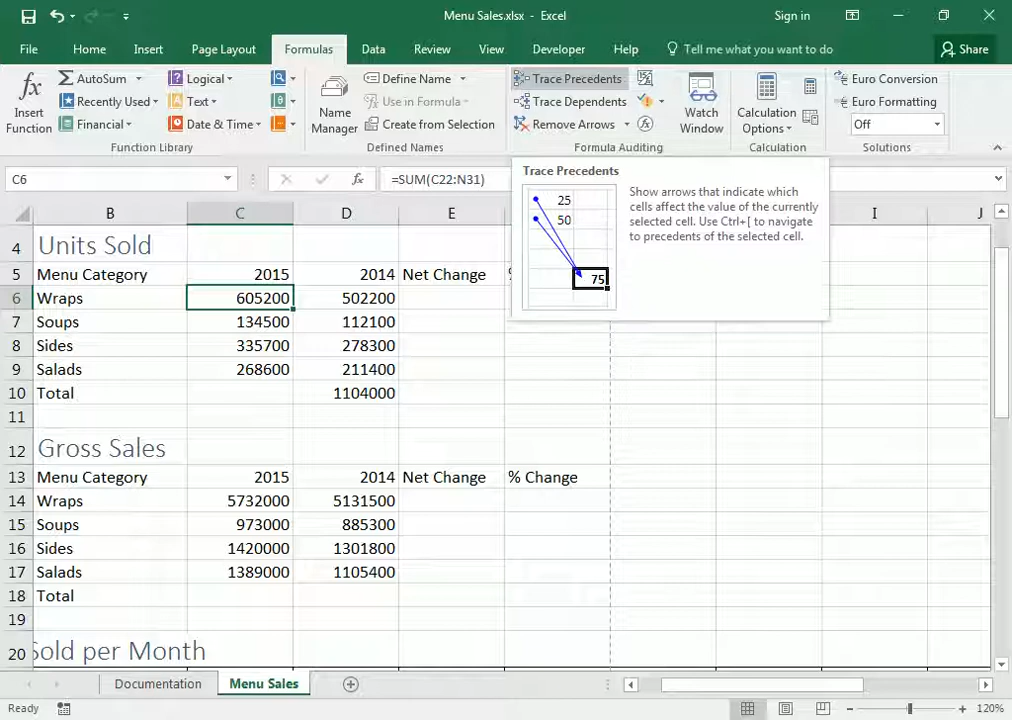 Menu Sales.xlsx - Excel
Sign in
File Home Insert Page Layout Formulas Data Review View Developer Help Tell me what you want to do Share
fx Insert Function
AutoSum
Recently Used
Financial
Logical
Text
Date & Time
Function Library
Name Manager
Define Name
Use in Formula
Create from Selection
Defined Names
Trace Precedents
Trace Dependents
Remove Arrows
Formula Auditing
Watch Window
Calculation Options
Calculation
Euro Conversion
Euro Formatting
Off
Solutions
C6 fx =SUM(C22:N31)
Trace Precedents
25
50
75
Show arrows that indicate which
cells affect the value of the currently
selected cell. Use Ctrl+[ to navigate
to precedents of the selected cell.
B C D E I J
4 Units Sold
5 Menu Category 2015 2014 Net Change
6 Wraps 605200 502200
7 Soups 134500 112100
8 Sides 335700 278300
9 Salads 268600 211400
10 Total 1104000
11
12 Gross Sales
13 Menu Category 2015 2014 Net Change % Change
14 Wraps 5732000 5131500
15 Soups 973000 885300
16 Sides 1420000 1301800
17 Salads 1389000 1105400
18 Total
19
20 Sold per Month
Documentation Menu Sales
Ready
120%